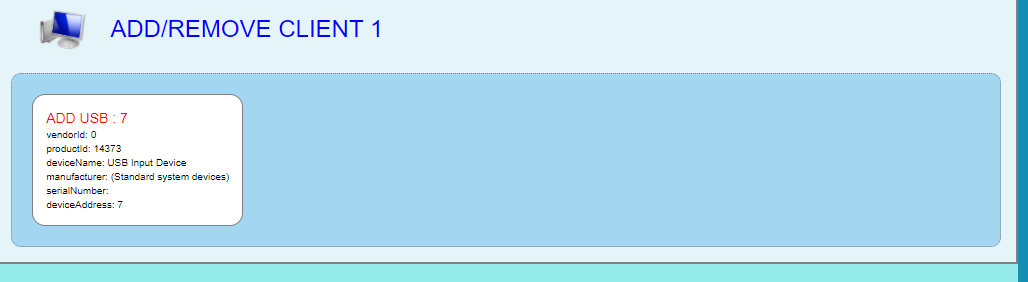 ADD/REMOVE CLIENT 1
ADD USB : 7
vendorId: 0
productId: 14373
deviceName: USB Input Device
manufacturer: (Standard system devices)
serialNumber:
deviceAddress: 7